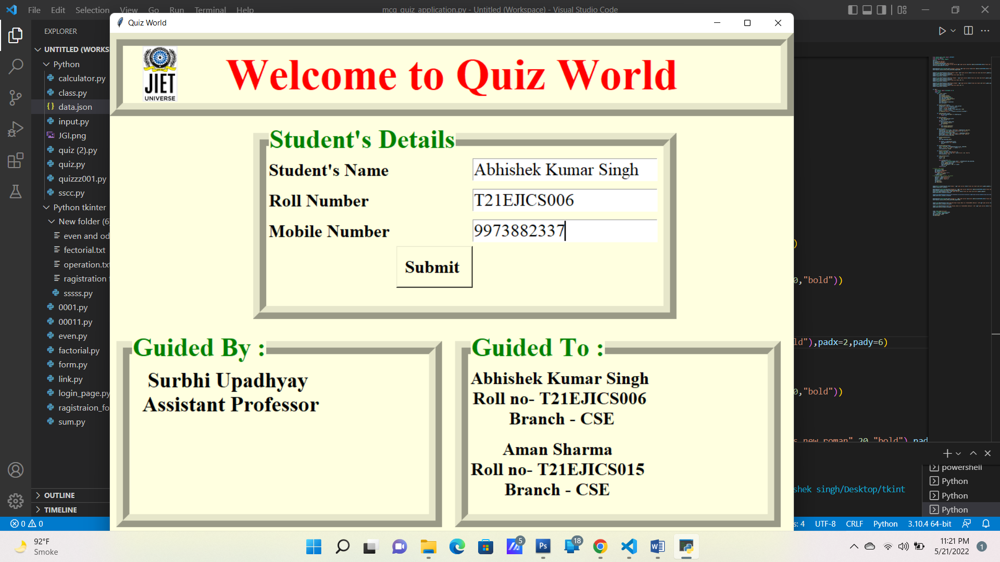 File Edit Selection View Go Run Terminal Help
mcq_quiz_application.py - Untitled (Workspace) - Visual Studio Code
Quiz World
EXPLORER
UNTITLED (WORKS
Python
calculator.py
class.py
data.json
input.py
JGI.png
quiz (2).py
quiz.py
quizzz001.py
sscc.py
Python tkinter
New folder (6
even and od
fectorial.txt
operation.txt
ragistration
sssss.py
0001.py
00011.py
even.py
factorial.py
form.py
link.py
login_page.py
ragistraion_fo
sum.py
OUTLINE
TIMELINE
JIET
UNIVERSE
Welcome to Quiz World
Student's Details
Student's Name Abhishek Kumar Singh
Roll Number T21EJICS006
Mobile Number 9973882337
Submit
Guided By :
Surbhi Upadhyay
Assistant Professor
Guided To :
Abhishek Kumar Singh
Roll no- T21EJICS006
Branch - CSE
Aman Sharma
Roll no- T21EJICS015
Branch - CSE
)
0,"bold"))
ld"),padx=2,pady=6)
0,"bold"))
s new roman",20,"bold"),pad
shek singh/Desktop/tkint
powershell
Python
Python
Python
0 0
s: 4 UTF-8 CRLF Python 3.10.4 64-bit
92°F
Smoke
5
Ps
18
11:21 PM
5/21/2022
1